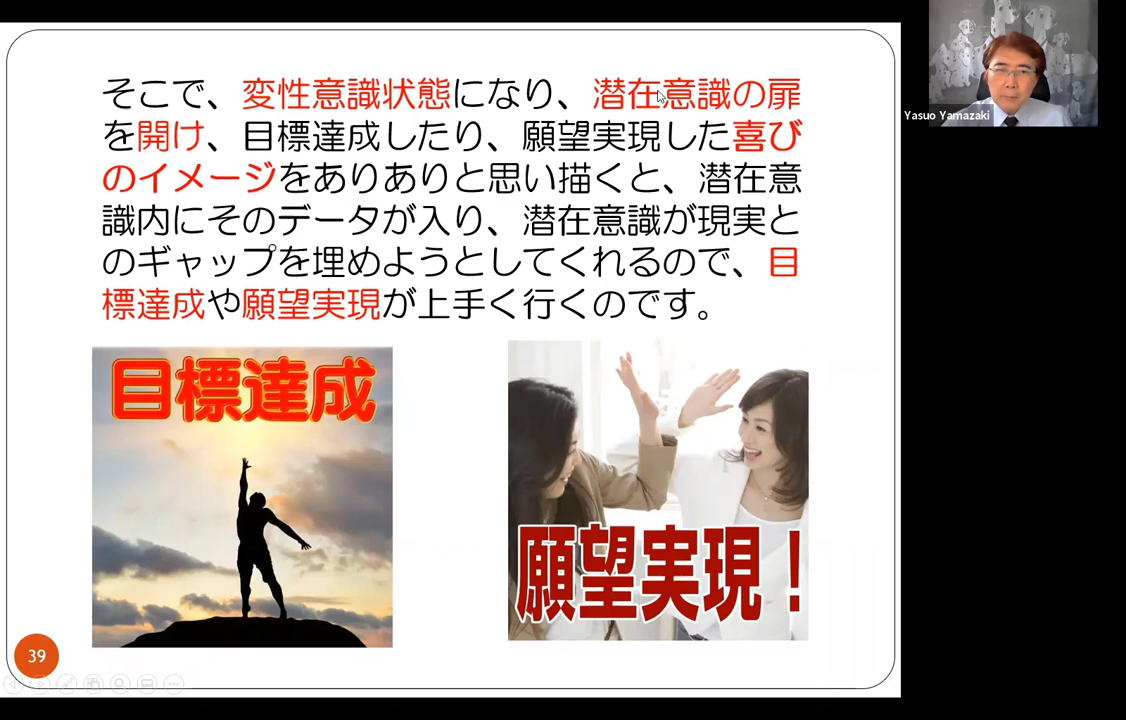 そこで、変性意識状態になり、潜在意識の扉
を開け、目標達成したり、願望実現した喜び
のイメージをありありと思い描くと、潜在意
識内にそのデータが入り、潜在意識が現実と
のギャップを埋めようとしてくれるので、目
標達成や願望実現が上手く行くのです。
目標達成
願望実現！
39
Yasuo Yamazaki